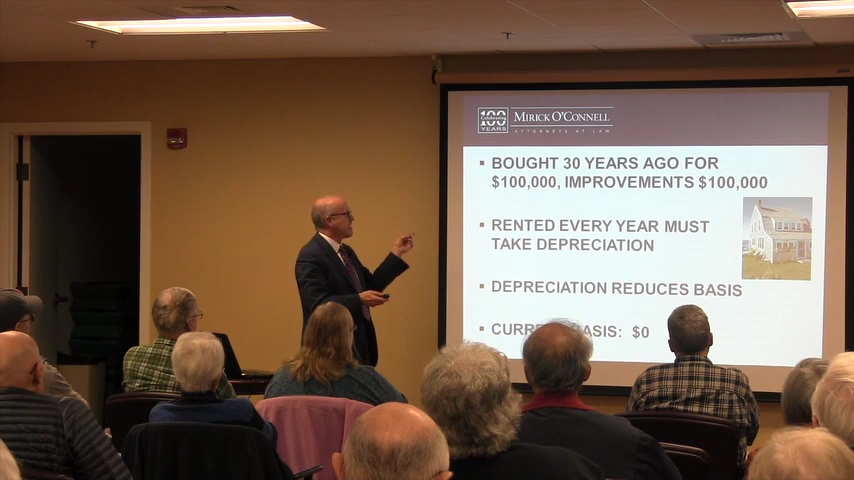 Celebrating
100
YEARS
MIRICK O'CONNELL
ATTORNEYS AT LAW
BOUGHT 30 YEARS AGO FOR
$100,000, IMPROVEMENTS $100,000
RENTED EVERY YEAR MUST
TAKE DEPRECIATION
DEPRECIATION REDUCES BASIS
$0